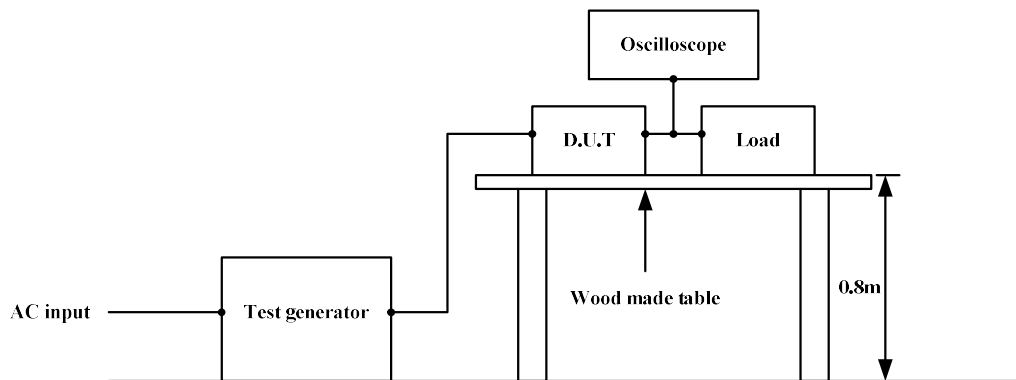 Oscilloscope
D.U.T
Load
Wood made table
0.8m
AC input
Test generator